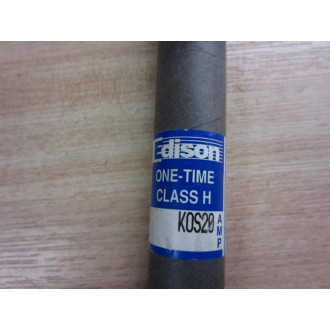 Edison
ONE-TIME
CLASS H
KOS20
AMP